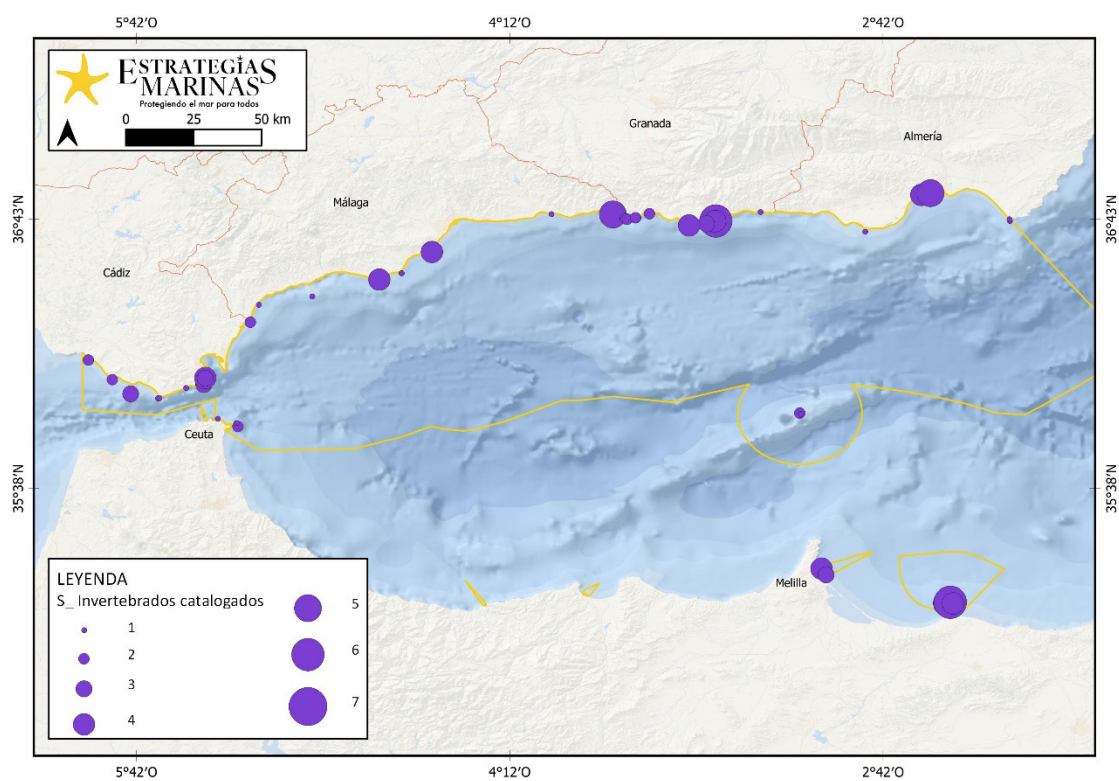 5°42'O 4°12'O 2°42'O
ESTRATEGIAS
MARINAS
Protegiendo el mar para todos
0 25 50 km
Granada
Almería
Málaga
36°43'N 36°43'N
Cádiz
Ceuta
35°38'N 35°38'N
Melilla
LEYENDA
S_ Invertebrados catalogados
1
2
3
4
5
6
7
5°42'O 4°12'O 2°42'O